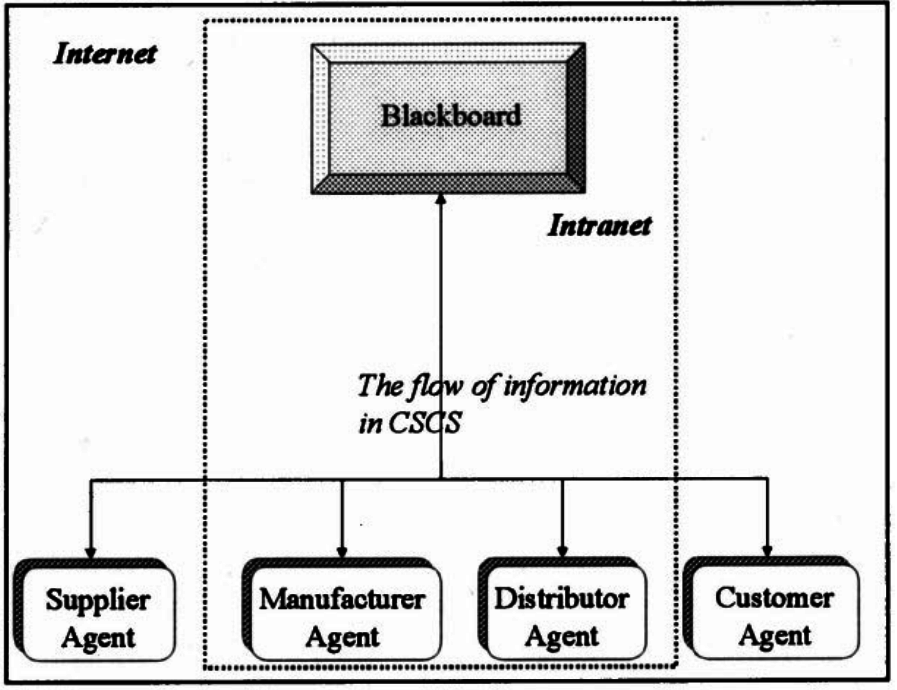 Internet
Blackboard
Intranet
The flow of information
in CSCS
Supplier
Agent
Manufacturer
Agent
Distributor
Agent
Customer
Agent